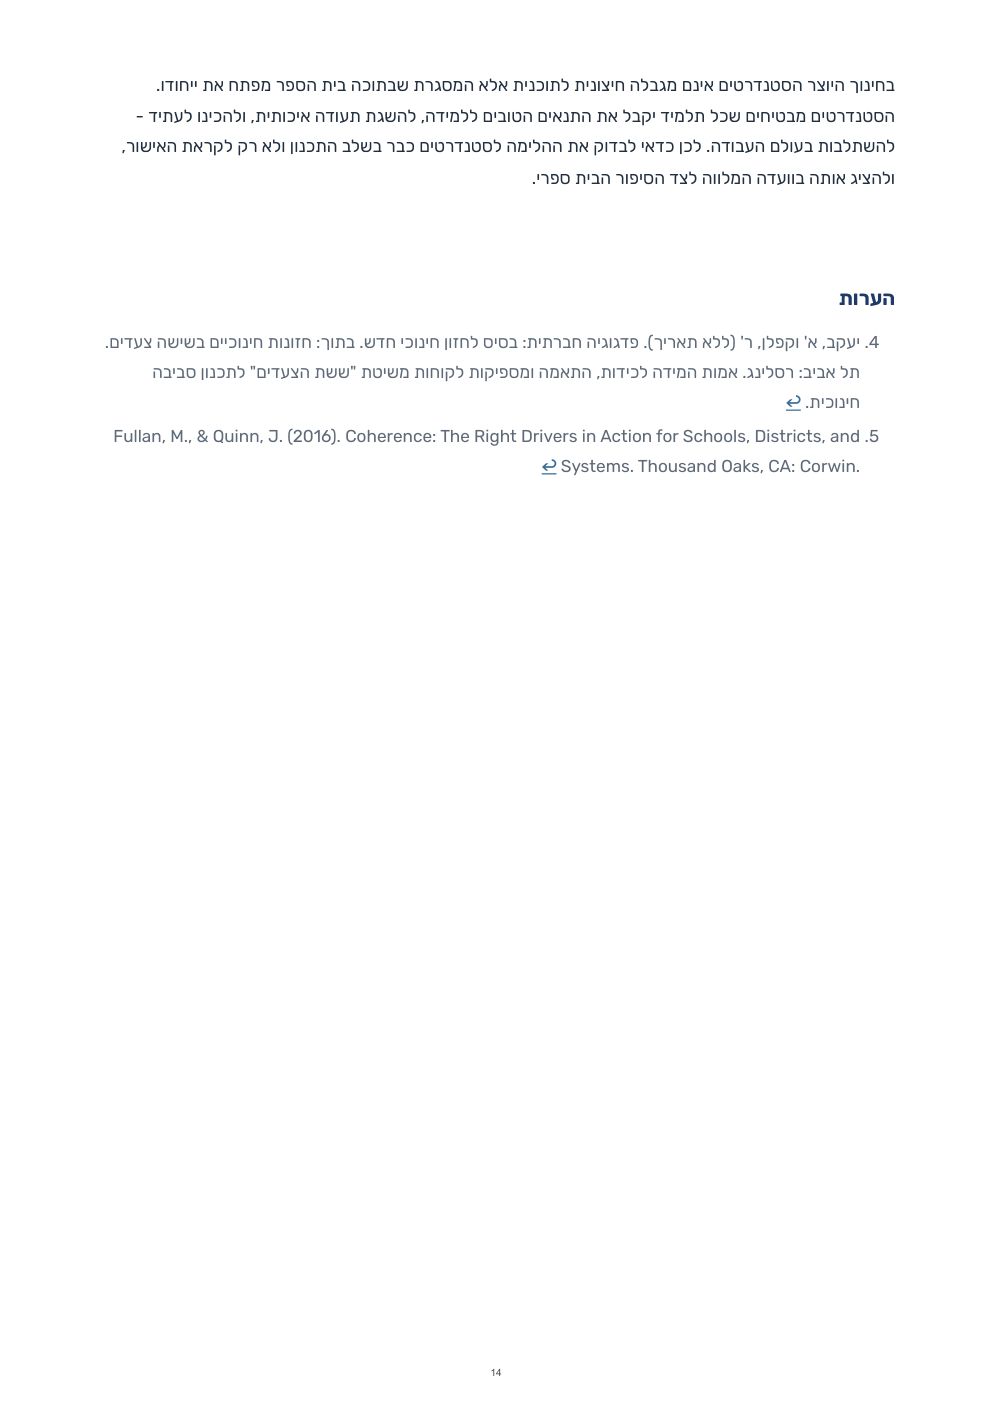 בחינוך היוצר הסטנדרטים אינם מגבלה חיצונית לתוכנית אלא המסגרת שבתוכה בית הספר מפתח את ייחודו.
הסטנדרטים מבטיחים שכל תלמיד יקבל את התנאים הטובים ללמידה, להשגת תעודה איכותית, ולהכינו לעתיד -
להשתלבות בעולם העבודה. לכן כדאי לבדוק את ההלימה לסטנדרטים כבר בשלב התכנון ולא רק לקראת האישור,
ולהציג אותה בוועדה המלווה לצד הסיפור הבית ספרי.
הערות
4. יעקב, א' וקפלן, ר' (ללא תאריך). פדגוגיה חברתית: בסיס לחזון חינוכי חדש. בתוך: חזונות חינוכיים בשישה צעדים.
תל אביב: רסלינג. אמות המידה לכידות, התאמה ומספיקות לקוחות משיטת "ששת הצעדים" לתכנון סביבה
חינוכית. ↩
5. Fullan, M., & Quinn, J. (2016). Coherence: The Right Drivers in Action for Schools, Districts, and
Systems. Thousand Oaks, CA: Corwin. ↩
14